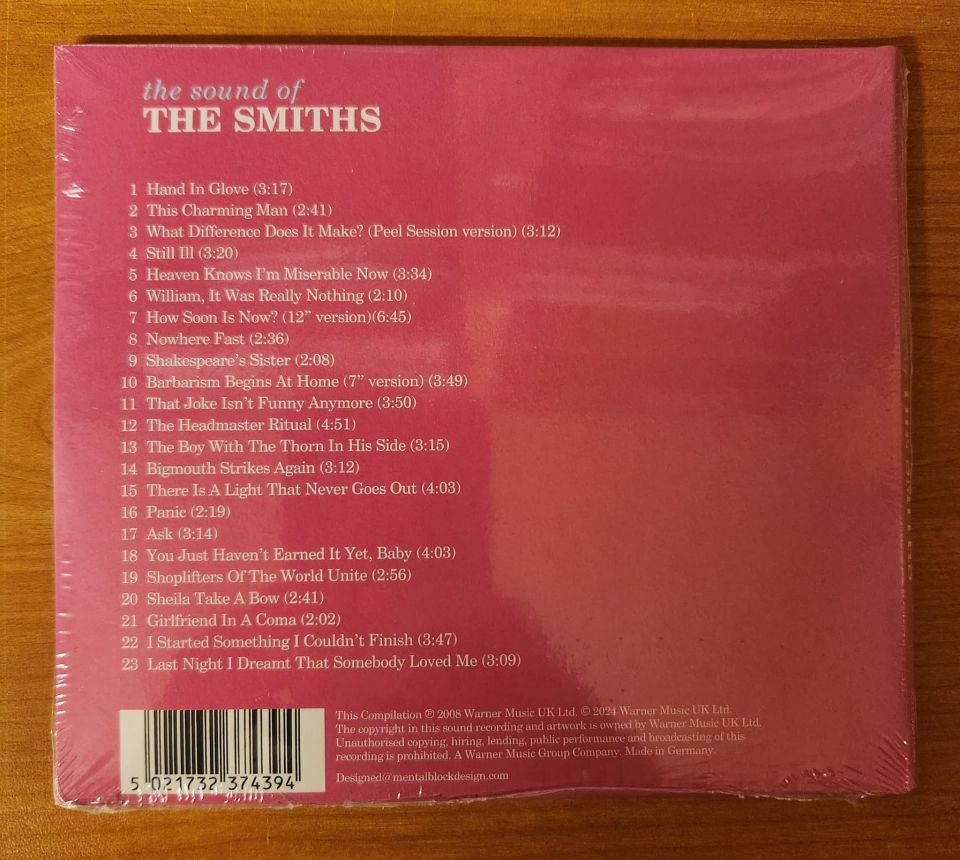 the sound of
THE SMITHS
1 Hand In Glove (3:17)
2 This Charming Man (2:41)
3 What Difference Does It Make? (Peel Session version) (3:12)
4 Still Ill (3:20)
5 Heaven Knows I'm Miserable Now (3:34)
6 William, It Was Really Nothing (2:10)
7 How Soon Is Now? (12” version)(6:45)
8 Nowhere Fast (2:36)
9 Shakespeare's Sister (2:08)
10 Barbarism Begins At Home (7” version) (3:49)
11 That Joke Isn't Funny Anymore (3:50)
12 The Headmaster Ritual (4:51)
13 The Boy With The Thorn In His Side (3:15)
14 Bigmouth Strikes Again (3:12)
15 There Is A Light That Never Goes Out (4:03)
16 Panic (2:19)
17 Ask (3:14)
18 You Just Haven't Earned It Yet, Baby (4:03)
19 Shoplifters Of The World Unite (2:56)
20 Sheila Take A Bow (2:41)
21 Girlfriend In A Coma (2:02)
22 I Started Something I Couldn't Finish (3:47)
23 Last Night I Dreamt That Somebody Loved Me (3:09)
This Compilation ℗ 2008 Warner Music UK Ltd. © 2024 Warner Music UK Ltd.
The copyright in this sound recording and artwork is owned by Warner Music UK Ltd.
Unauthorised copying, hiring, lending, public performance and broadcasting of this
recording is prohibited. A Warner Music Group Company. Made in Germany.
Designed@mentalblockdesign.com
5 021732 374394